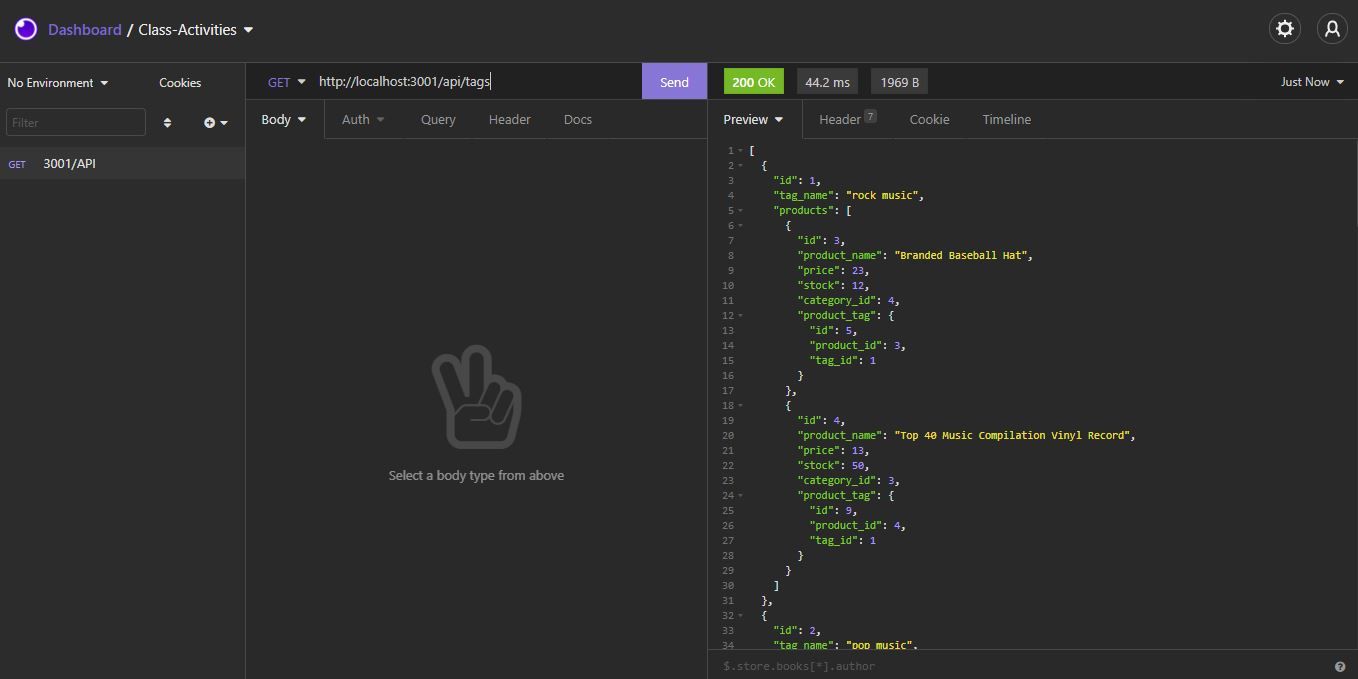 Dashboard / Class-Activities
No Environment Cookies
Filter
GET 3001/API
GET http://localhost:3001/api/tags Send
Body Auth Query Header Docs
Select a body type from above
200 OK 44.2 ms 1969 B Just Now
Preview Header 7 Cookie Timeline
1 [
2 {
3 "id": 1,
4 "tag_name": "rock music",
5 "products": [
6 {
7 "id": 3,
8 "product_name": "Branded Baseball Hat",
9 "price": 23,
10 "stock": 12,
11 "category_id": 4,
12 "product_tag": {
13 "id": 5,
14 "product_id": 3,
15 "tag_id": 1
16 }
17 },
18 {
19 "id": 4,
20 "product_name": "Top 40 Music Compilation Vinyl Record",
21 "price": 13,
22 "stock": 50,
23 "category_id": 3,
24 "product_tag": {
25 "id": 9,
26 "product_id": 4,
27 "tag_id": 1
28 }
29 }
30 ]
31 },
32 {
33 "id": 2,
34 "tag_name": "pop music",
$.store.books[*].author